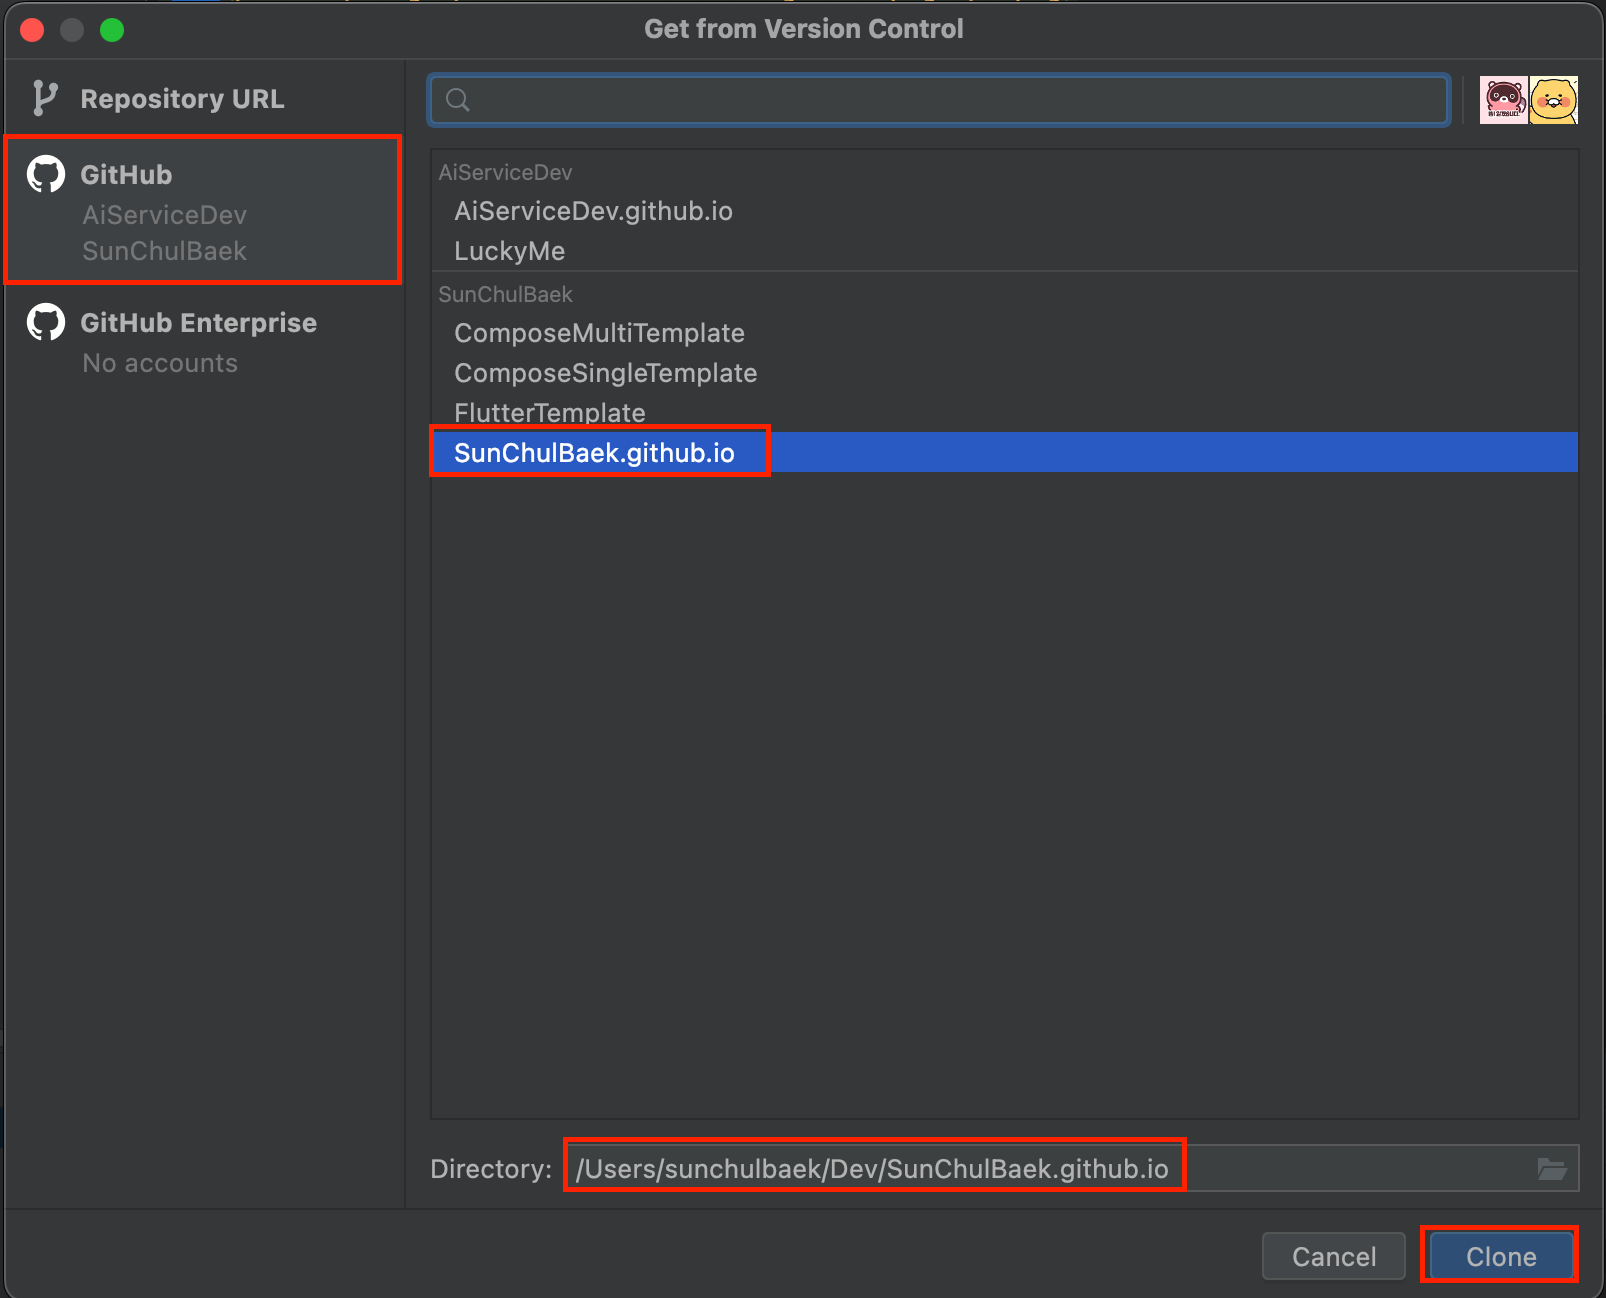 Get from Version Control
Repository URL
GitHub
AiServiceDev
SunChulBaek
GitHub Enterprise
No accounts
AiServiceDev
AiServiceDev.github.io
LuckyMe
SunChulBaek
ComposeMultiTemplate
ComposeSingleTemplate
FlutterTemplate
SunChulBaek.github.io
Directory:
/Users/sunchulbaek/Dev/SunChulBaek.github.io
Cancel
Clone